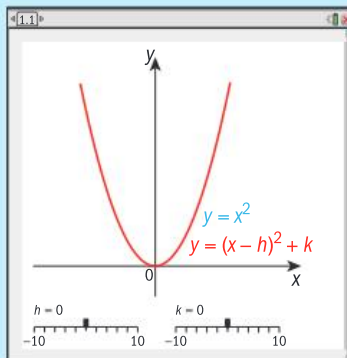 1.1
y
y = x²
y = (x – h)² + k
0
x
h = 0 k = 0
–10 10 –10 10